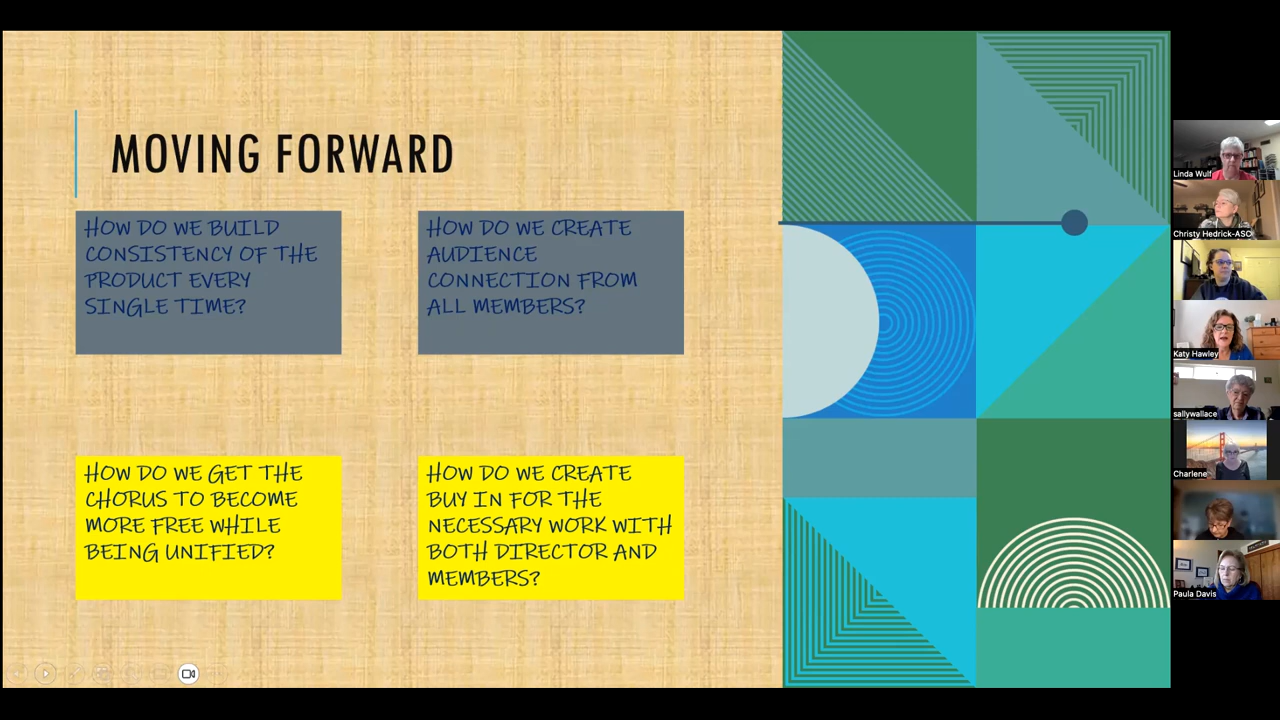 MOVING FORWARD
HOW DO WE BUILD
CONSISTENCY OF THE
PRODUCT EVERY
SINGLE TIME?
HOW DO WE CREATE
AUDIENCE
CONNECTION FROM
ALL MEMBERS?
HOW DO WE GET THE
CHORUS TO BECOME
MORE FREE WHILE
BEING UNIFIED?
HOW DO WE CREATE
BUY IN FOR THE
NECESSARY WORK WITH
BOTH DIRECTOR AND
MEMBERS?
Linda Wulf
Christy Hedrick-ASO
Katy Hawley
sallywallace
Charlene
Paula Davis